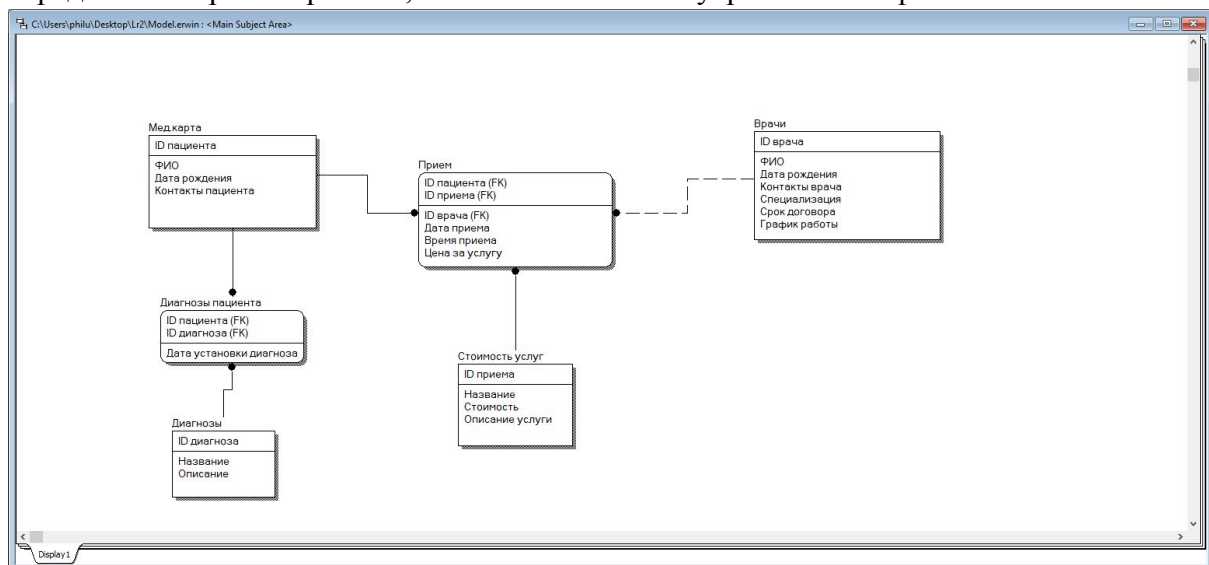 C:\Users\philu\Desktop\Lr2\Model.erwin : <Main Subject Area>
Мед.карта
ID пациента
ФИО
Дата рождения
Контакты пациента
Прием
ID пациента (FK)
ID приема (FK)
ID врача (FK)
Дата приема
Время приема
Цена за услугу
Врачи
ID врача
ФИО
Дата рождения
Контакты врача
Специализация
Срок договора
График работы
Диагнозы пациента
ID пациента (FK)
ID диагноза (FK)
Дата установки диагноза
Стоимость услуг
ID приема
Название
Стоимость
Описание услуги
Диагнозы
ID диагноза
Название
Описание
Display1